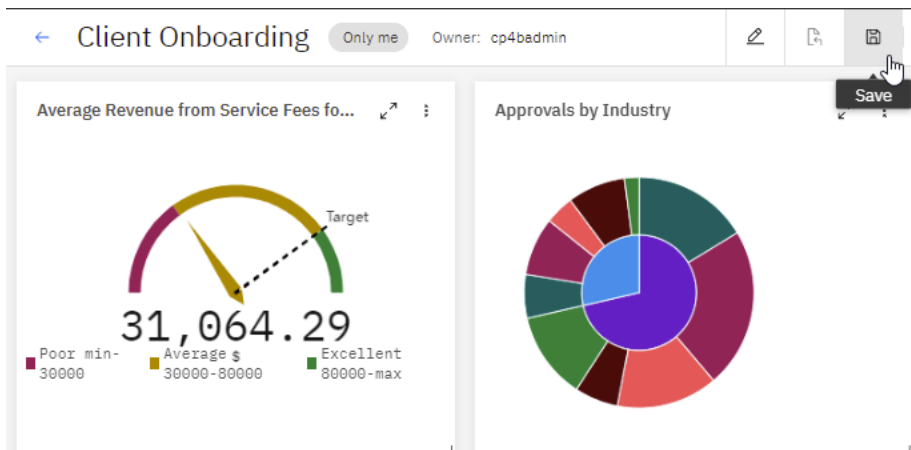 ← Client Onboarding Only me Owner: cp4badmin
Save
Average Revenue from Service Fees fo...
Approvals by Industry
Target
31,064.29
$
Poor min-30000
Average 30000-80000
Excellent 80000-max